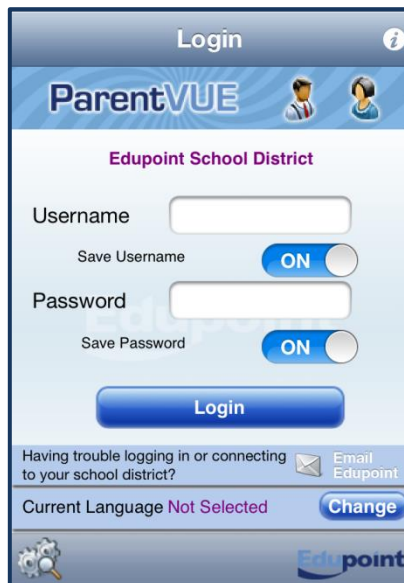 Login
i
ParentVUE
Edupoint School District
Username
Save Username
ON
Password
Edupoint
Save Password
ON
Login
Having trouble logging in or connecting
to your school district?
Email
Edupoint
Current Language Not Selected
Change
Edupoint